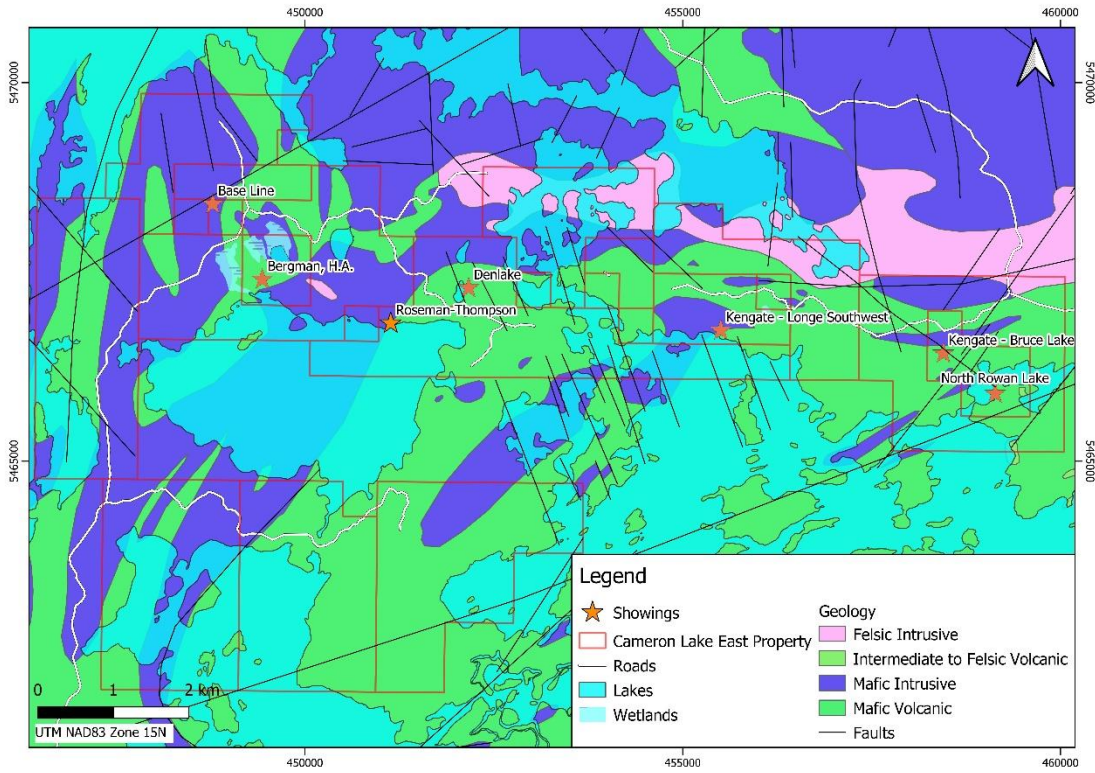 450000
455000
460000
5470000
5470000
Base Line
Bergman, H.A.
Denlake
Roseman-Thompson
Kengate - Longe Southwest
Kengate - Bruce Lake
North Rowan Lake
5465000
5465000
Legend
Showings
Cameron Lake East Property
Roads
Lakes
Wetlands
Geology
Felsic Intrusive
Intermediate to Felsic Volcanic
Mafic Intrusive
Mafic Volcanic
Faults
0 1 2 km
UTM NAD83 Zone 15N
450000
455000
460000